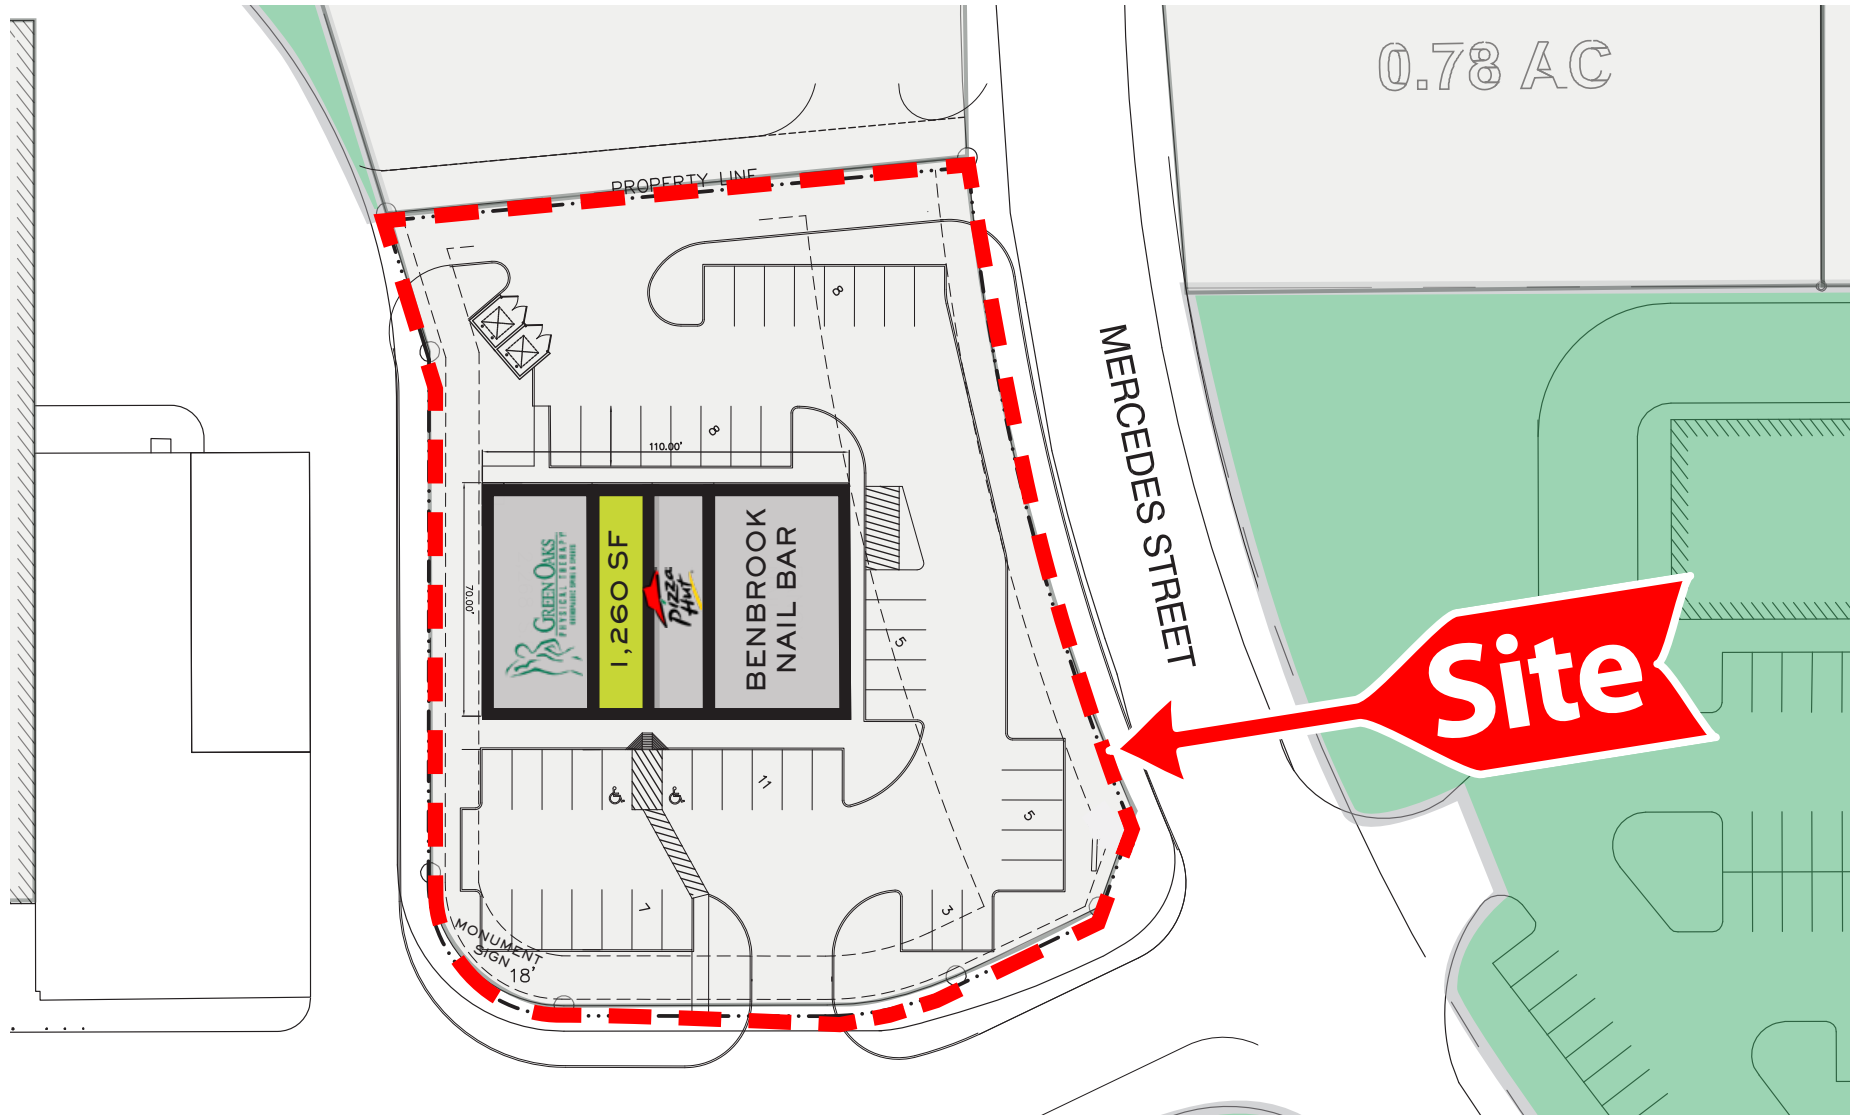 0.78 AC
PROPERTY LINE
8
MERCEDES STREET
8
110.00'
70.00'
GREEN OAKS
PHYSICAL THERAPY
1,260 SF
Pizza
Hut
BENBROOK
NAIL BAR
5
Site
11
5
7
3
MONUMENT
SIGN 18'